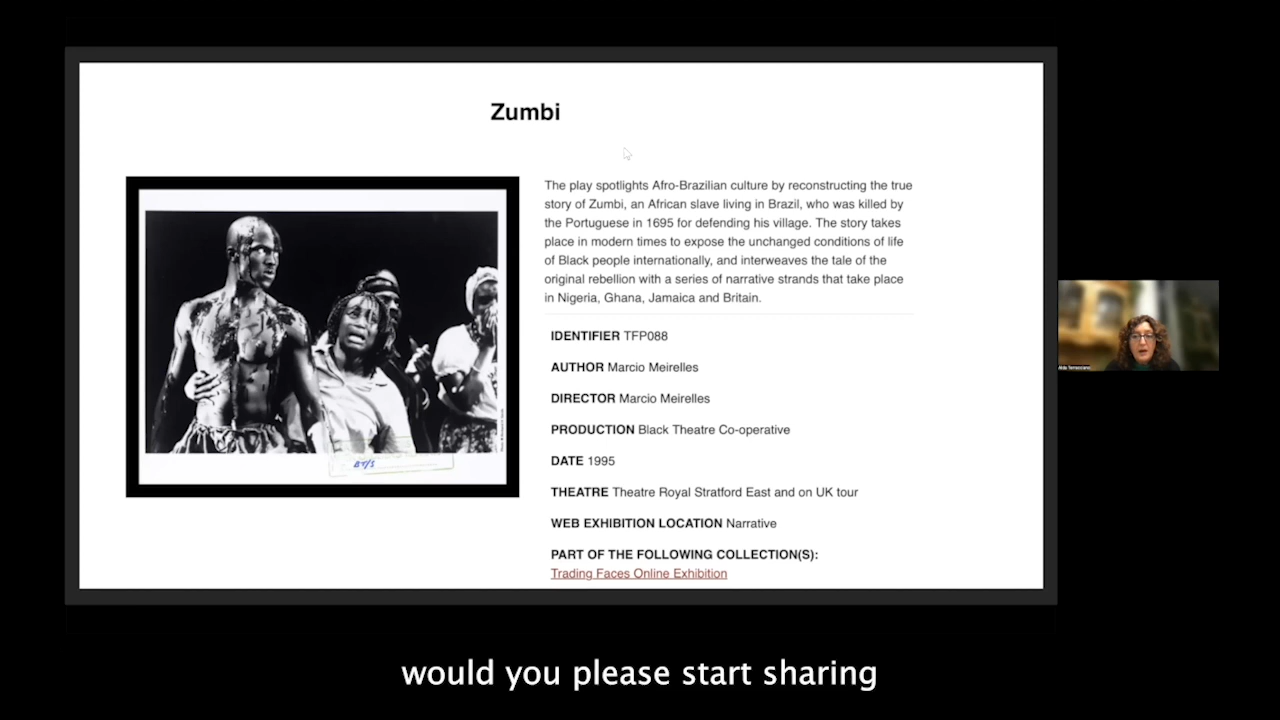 Zumbi
The play spotlights Afro-Brazilian culture by reconstructing the true
story of Zumbi, an African slave living in Brazil, who was killed by
the Portuguese in 1695 for defending his village. The story takes
place in modern times to expose the unchanged conditions of life
of Black people internationally, and interweaves the tale of the
original rebellion with a series of narrative strands that take place
in Nigeria, Ghana, Jamaica and Britain.
IDENTIFIER TFP088
AUTHOR Marcio Meirelles
DIRECTOR Marcio Meirelles
PRODUCTION Black Theatre Co-operative
DATE 1995
THEATRE Theatre Royal Stratford East and on UK tour
WEB EXHIBITION LOCATION Narrative
PART OF THE FOLLOWING COLLECTION(S):
Trading Faces Online Exhibition
BT/5
would you please start sharing